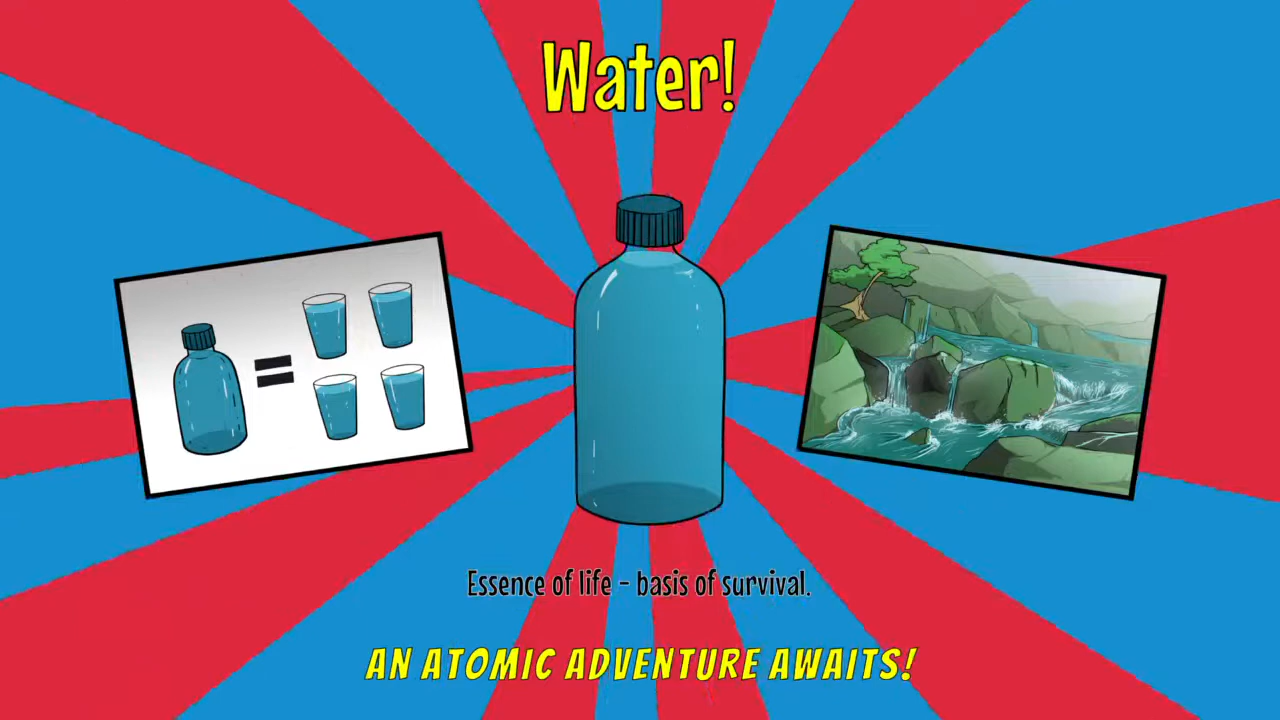 Water!
Essence of life - basis of survival.
AN ATOMIC ADVENTURE AWAITS!